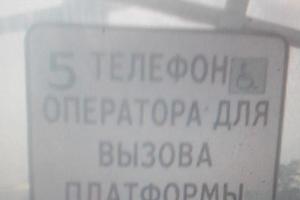 5 ТЕЛЕФОН
ОПЕРАТОРА ДЛЯ
ВЫЗОВА
ПЛАТФОРМЫ